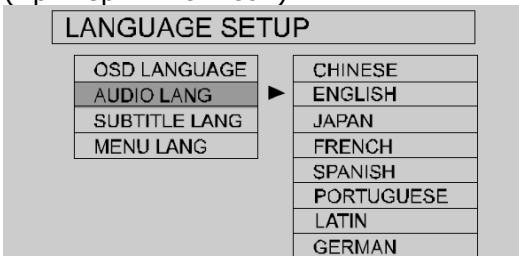 LANGUAGE SETUP
OSD LANGUAGE
AUDIO LANG
SUBTITLE LANG
MENU LANG
CHINESE
ENGLISH
JAPAN
FRENCH
SPANISH
PORTUGUESE
LATIN
GERMAN